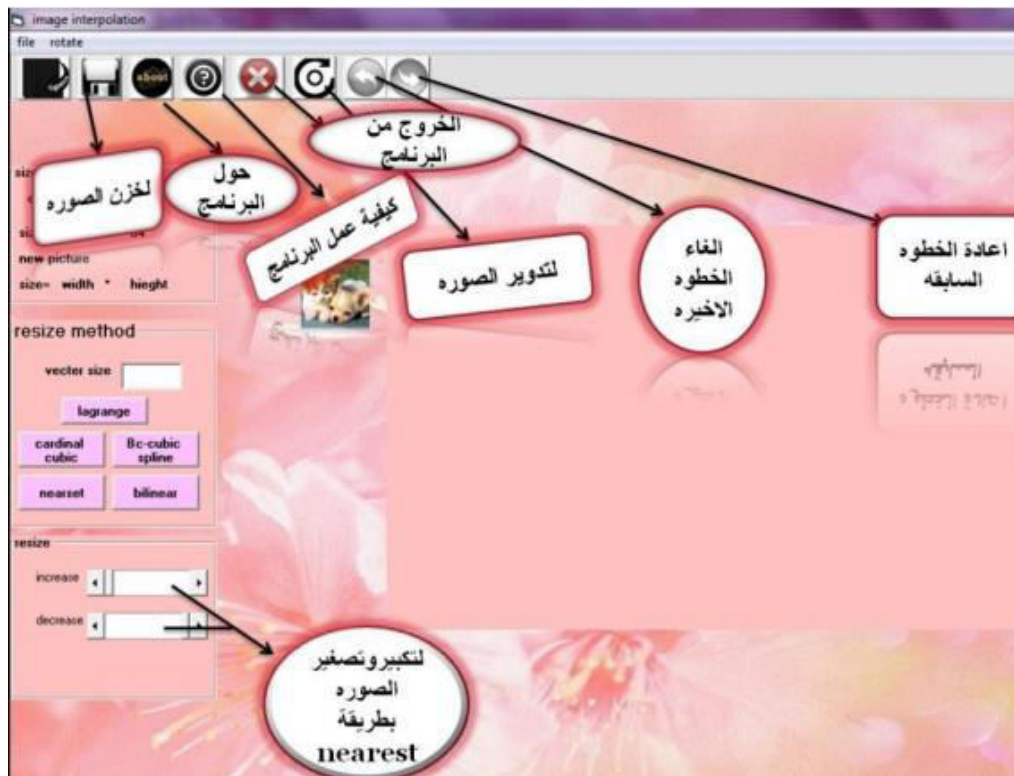 image interpolation
file rotate
about
الخروج من
البرنامج
لخزن الصوره
حول
البرنامج
كيفية عمل البرنامج
لتدوير الصوره
الغاء
الخطوه
الاخيره
اعادة الخطوه
السابقه
new picture
size= width * hieght
resize method
vecter size
lagrange
cardinal
cubic
Bc-cubic
spline
nearset
bilinear
resize
increase
decrease
لتكبيروتصغير
الصوره
بطريقة
nearest